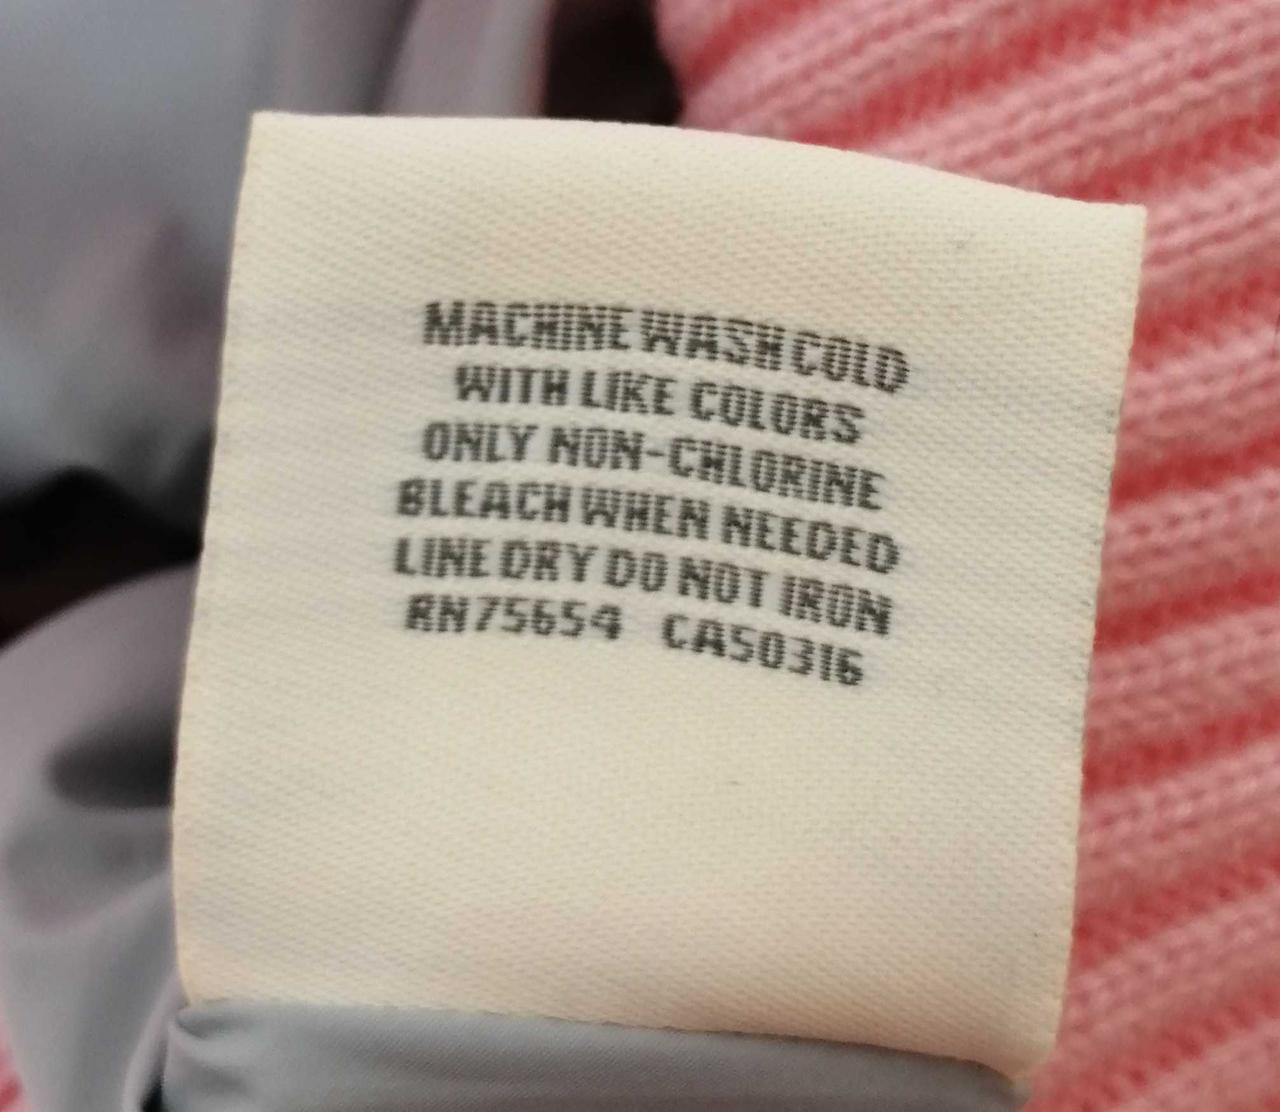 MACHINE WASH COLD
WITH LIKE COLORS
ONLY NON-CHLORINE
BLEACH WHEN NEEDED
LINE DRY DO NOT IRON
RN75654 CA50316